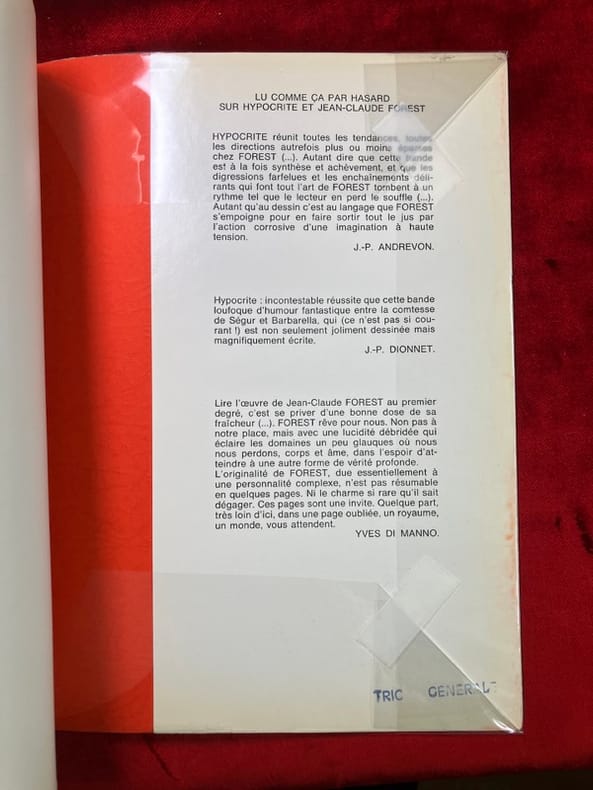 LU COMME ÇA PAR HASARD
SUR HYPOCRITE ET JEAN-CLAUDE FOREST
HYPOCRITE réunit toutes les tendances, toutes
les directions autrefois plus ou moins éparses
chez FOREST (...). Autant dire que cette bande
est à la fois synthèse et achèvement, et que les
digressions farfelues et les enchaînements déli-
rants qui font tout l'art de FOREST tombent à un
rythme tel que le lecteur en perd le souffle (...).
Autant qu'au dessin c'est au langage que FOREST
s'empoigne pour en faire sortir tout le jus par
l'action corrosive d'une imagination à haute
tension.
J.-P. ANDREVON.
Hypocrite : incontestable réussite que cette bande
loufoque d'humour fantastique entre la comtesse
de Ségur et Barbarella, qui (ce n'est pas si cou-
rant !) est non seulement joliment dessinée mais
magnifiquement écrite.
J.-P. DIONNET.
Lire l'œuvre de Jean-Claude FOREST au premier
degré, c'est se priver d'une bonne dose de sa
fraîcheur (...). FOREST rêve pour nous. Non pas à
notre place, mais avec une lucidité débridée qui
éclaire les domaines un peu glauques où nous
nous perdons, corps et âme, dans l'espoir d'at-
teindre à une autre forme de vérité profonde.
L'originalité de FOREST, due essentiellement à
une personnalité complexe, n'est pas résumable
en quelques pages. Ni le charme si rare qu'il sait
dégager. Ces pages sont une invite. Quelque part,
très loin d'ici, dans une page oubliée, un royaume,
un monde, vous attendent.
YVES DI MANNO.
TRIC GENERALE